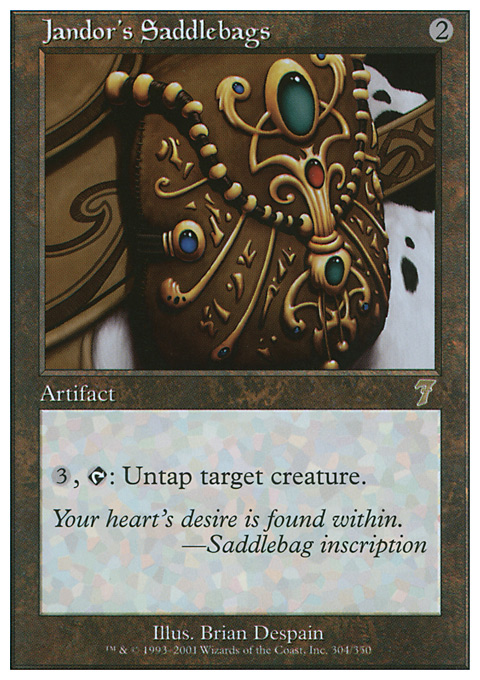 Jandor's Saddlebags 2
Artifact 7
3, : Untap target creature.
Your heart's desire is found within.
—Saddlebag inscription
Illus. Brian Despain
™ & © 1993–2001 Wizards of the Coast, Inc. 304/350